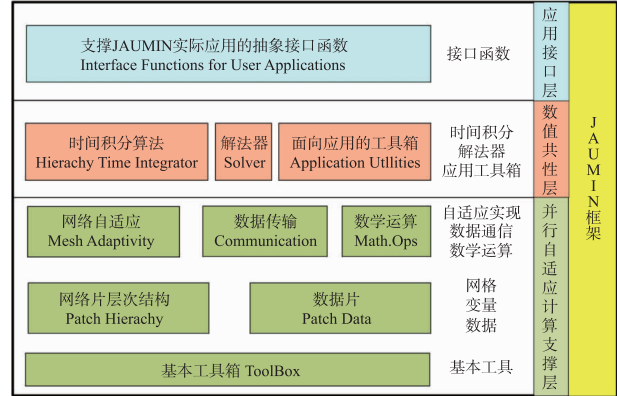 支撑JAUMIN实际应用的抽象接口函数
Interface Functions for User Applications
接口函数
应用接口层
时间积分算法
Hierachy Time Integrator
解法器
Solver
面向应用的工具箱
Application Utllities
时间积分
解法器
应用工具箱
数值共性层
网络自适应
Mesh Adaptivity
数据传输
Communication
数学运算
Math.Ops
自适应实现
数据通信
数学运算
网络片层次结构
Patch Hierachy
数据片
Patch Data
网格
变量
数据
基本工具箱 ToolBox
基本工具
并行自适应计算支撑层
JAUMIN框架